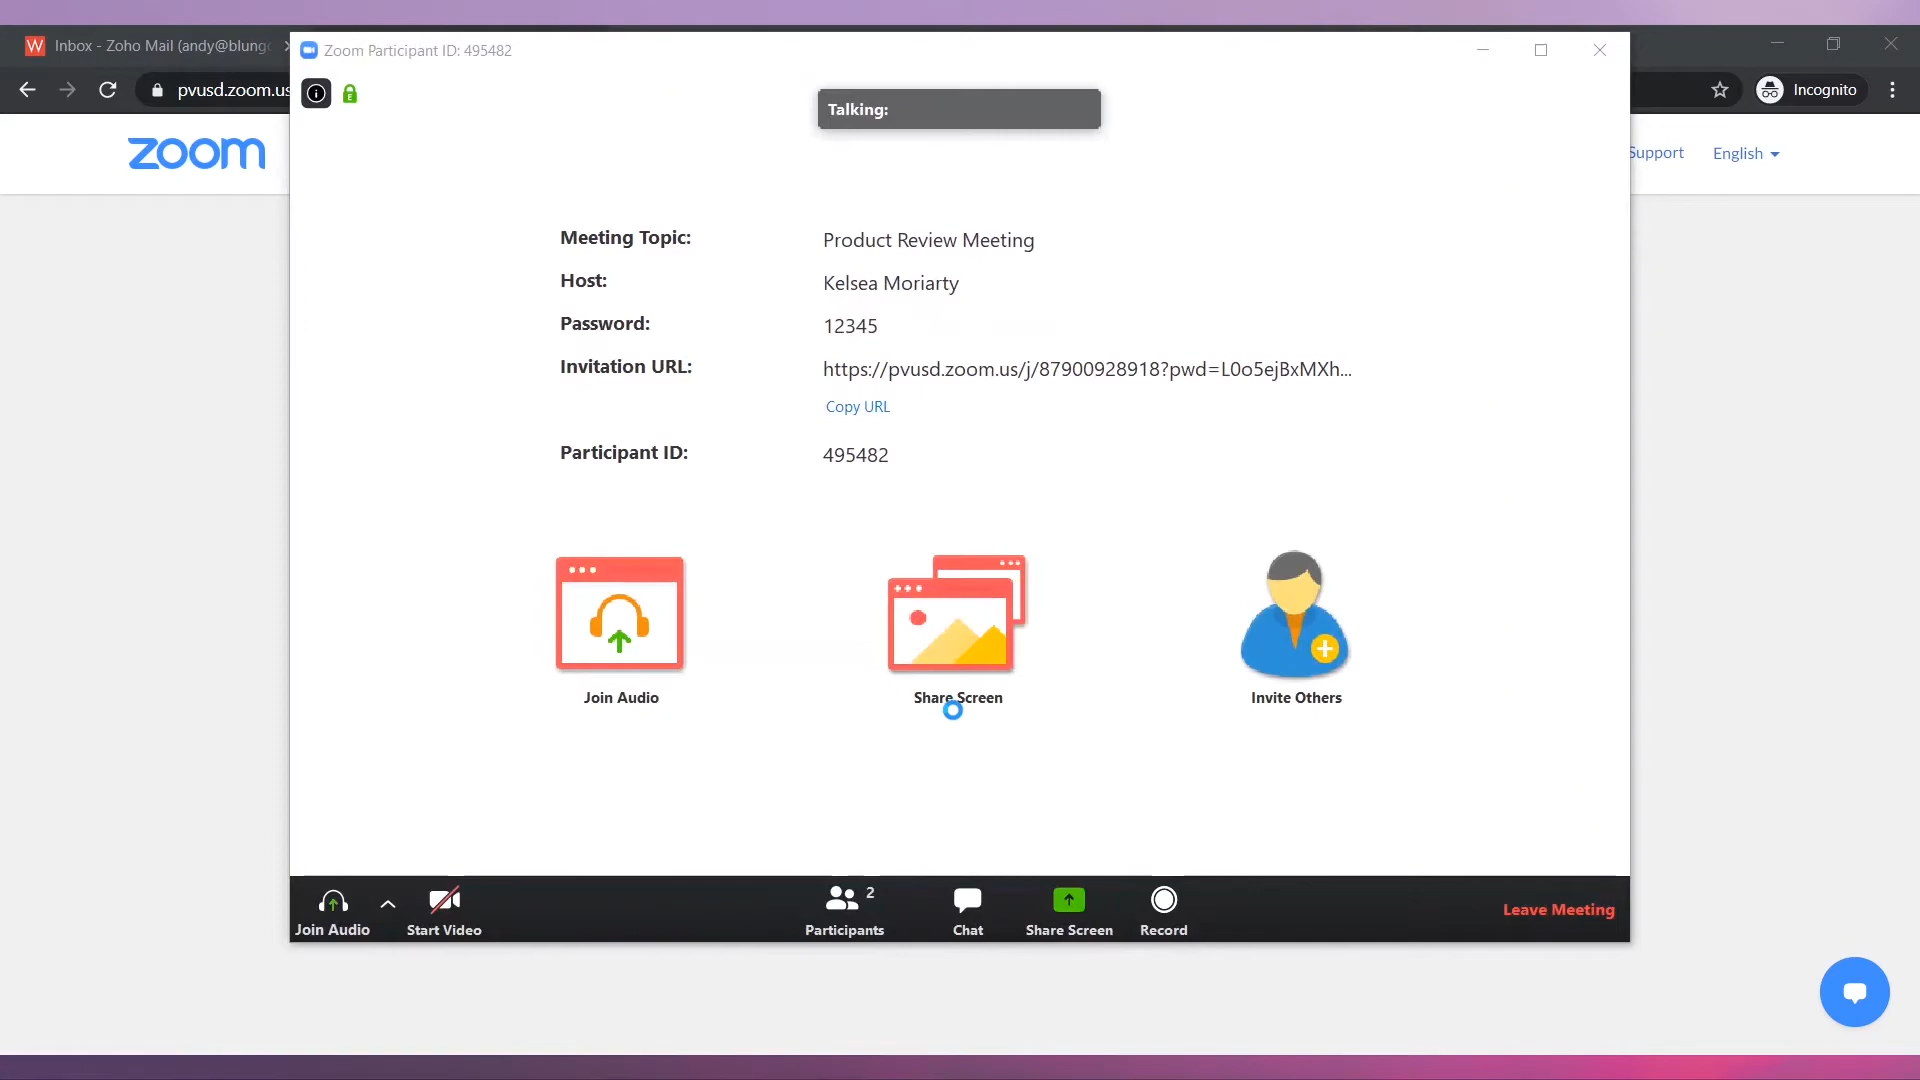 Inbox - Zoho Mail (andy@blung
Zoom Participant ID: 495482
pvusd.zoom.us
Incognito
Talking:
zoom
Support
English
Meeting Topic:
Product Review Meeting
Host:
Kelsea Moriarty
Password:
12345
Invitation URL:
https://pvusd.zoom.us/j/87900928918?pwd=L0o5ejBxMXh...
Copy URL
Participant ID:
495482
Join Audio
Share Screen
Invite Others
2
Join Audio
Start Video
Participants
Chat
Share Screen
Record
Leave Meeting